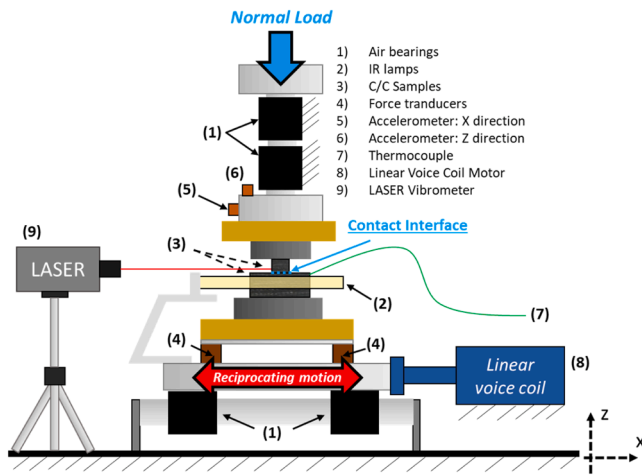 Normal Load
1) Air bearings
2) IR lamps
3) C/C Samples
4) Force tranducers
5) Accelerometer: X direction
6) Accelerometer: Z direction
7) Thermocouple
8) Linear Voice Coil Motor
9) LASER Vibrometer
(1)
(6)
(5)
Contact Interface
(9)
(3)
LASER
(2)
(7)
(4)
(4)
(8)
Linear
voice coil
Reciprocating motion
(1)
Z
X